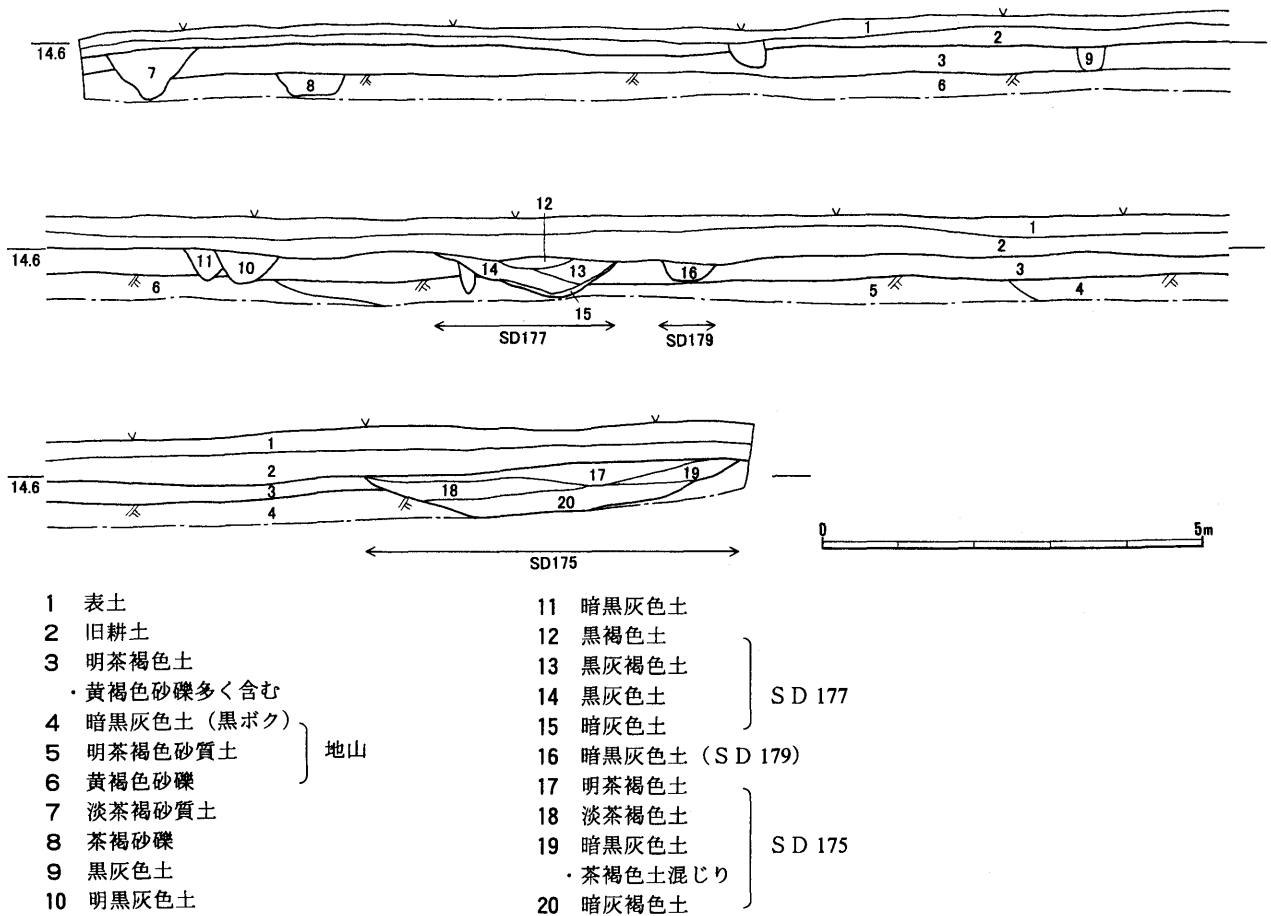 1
2
14.6
3
7
9
8
6
12
1
2
14.6
11
10
14
13
16
3
6
5
4
15
SD177
SD179
1
2
17
19
14.6
3
18
20
4
0
5m
SD175
1 表土
2 旧耕土
3 明茶褐色土
・黄褐色砂礫多く含む
4 暗黒灰色土（黒ボク）
5 明茶褐色砂質土
地山
6 黄褐色砂礫
7 淡茶褐砂質土
8 茶褐砂礫
9 黒灰色土
10 明黒灰色土
11 暗黒灰色土
12 黒褐色土
13 黒灰褐色土
14 黒灰色土
SD 177
15 暗灰色土
16 暗黒灰色土（SD 179）
17 明茶褐色土
18 淡茶褐色土
19 暗黒灰色土
SD 175
・茶褐色土混じり
20 暗灰褐色土